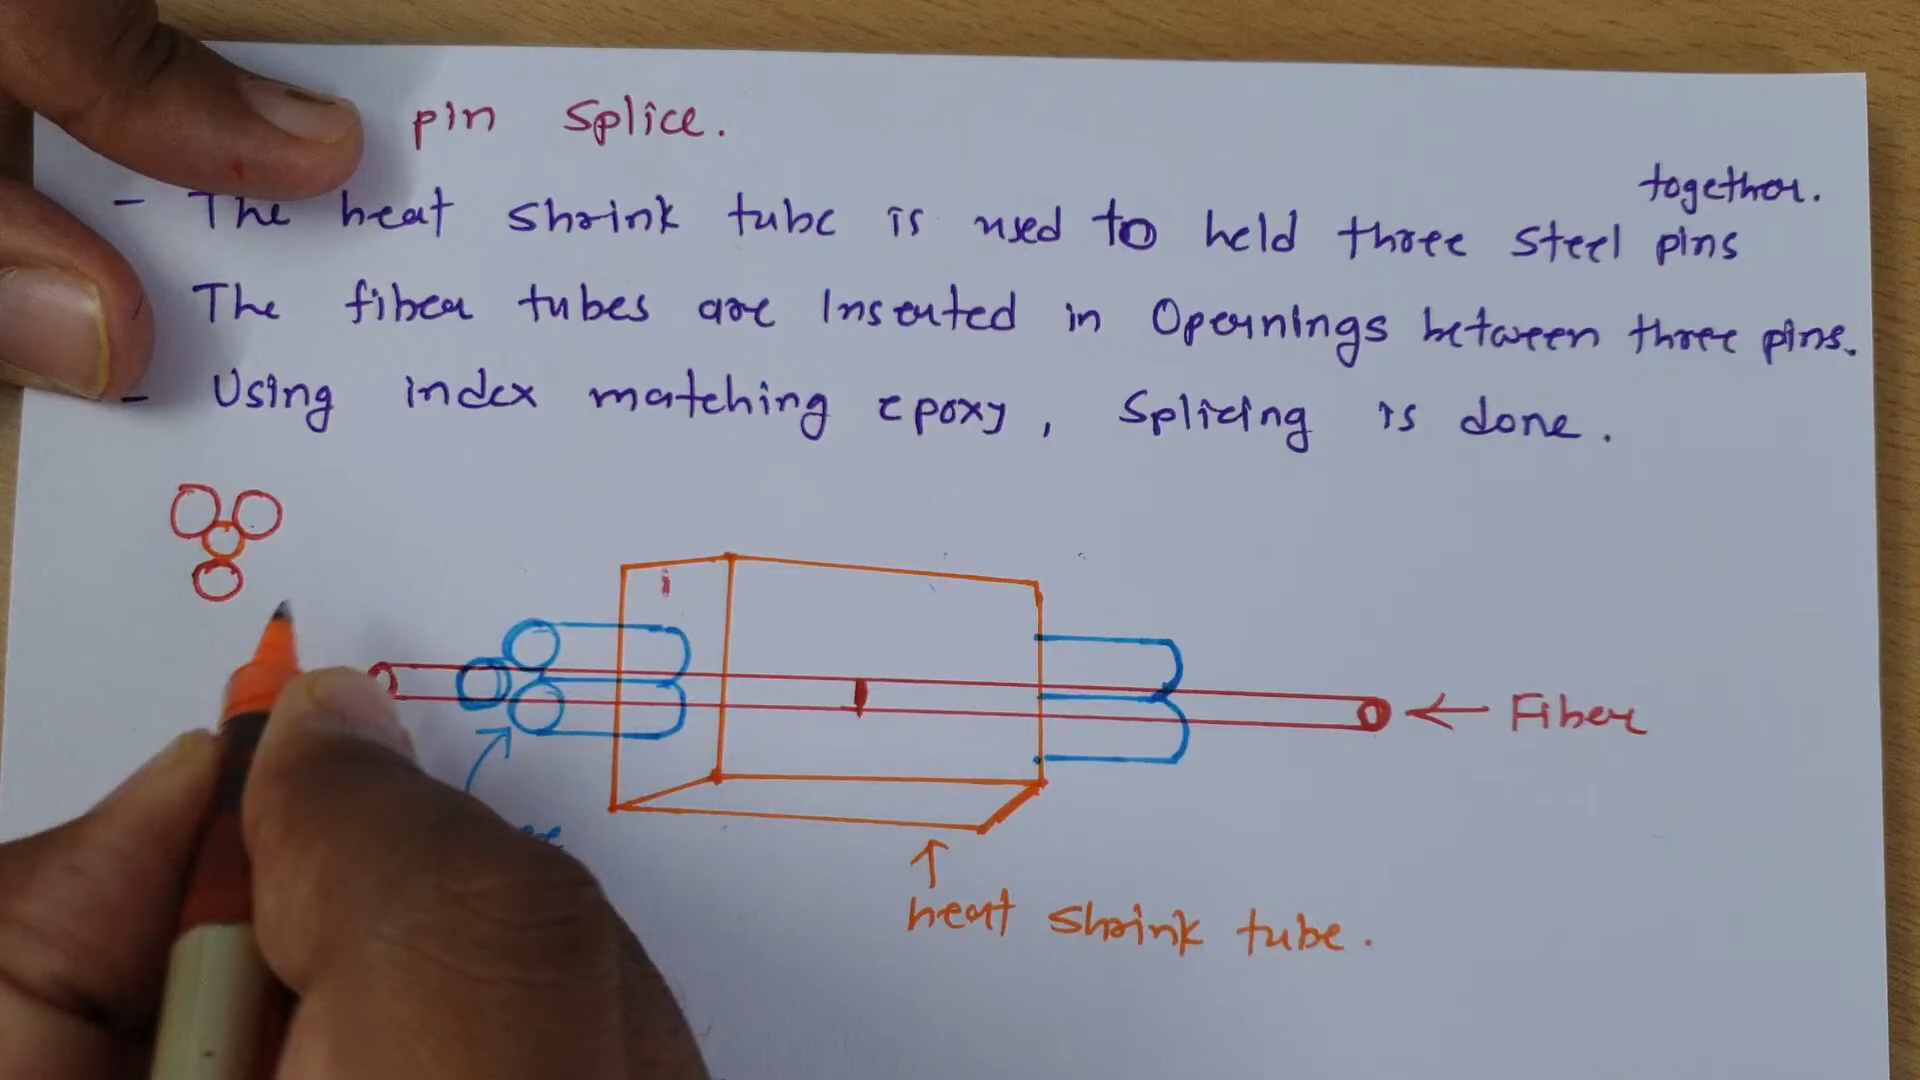 pin splice.
together.
- The heat shrink tube is used to held three steel pins
The fiber tubes are Inserted in Openings between three pins.
- Using index matching epoxy, Splicing is done.
← Fiber
heat shrink tube.